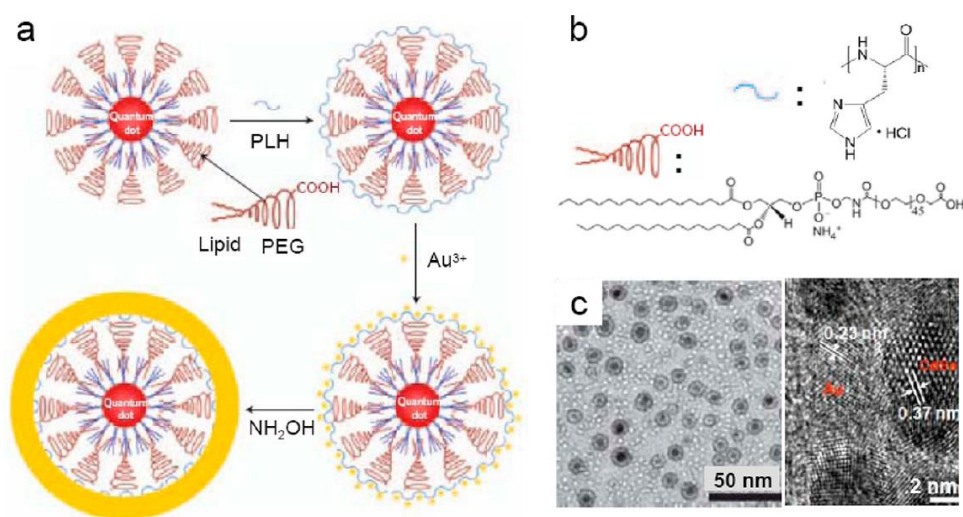 a
Quantum
dot
PLH
Quantum
dot
COOH
Lipid PEG
Au³⁺
Quantum
dot
NH₂OH
Quantum
dot
b
:
H
N
O
n
N
N
H
• HCl
COOH
:
O
O
O
O
P
O
O
N
H
O
O
45
O
O
OH
O
O
H
O⁻
NH₄⁺
c
50 nm
0.23 nm
Au
CdSe
0.37 nm
2 nm